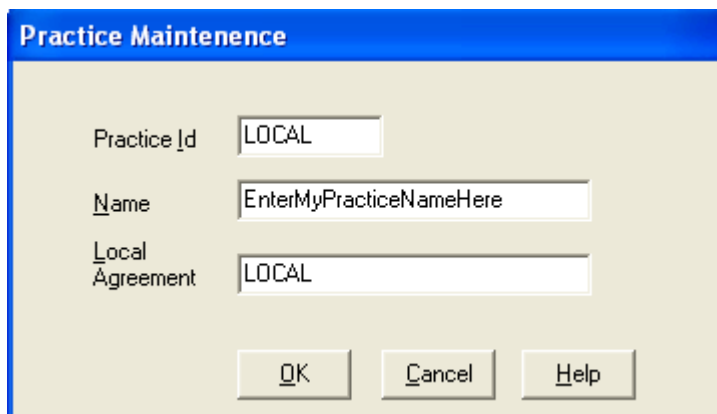 Practice Maintenence
Practice Id LOCAL
Name EnterMyPracticeNameHere
Local
Agreement LOCAL
OK Cancel Help